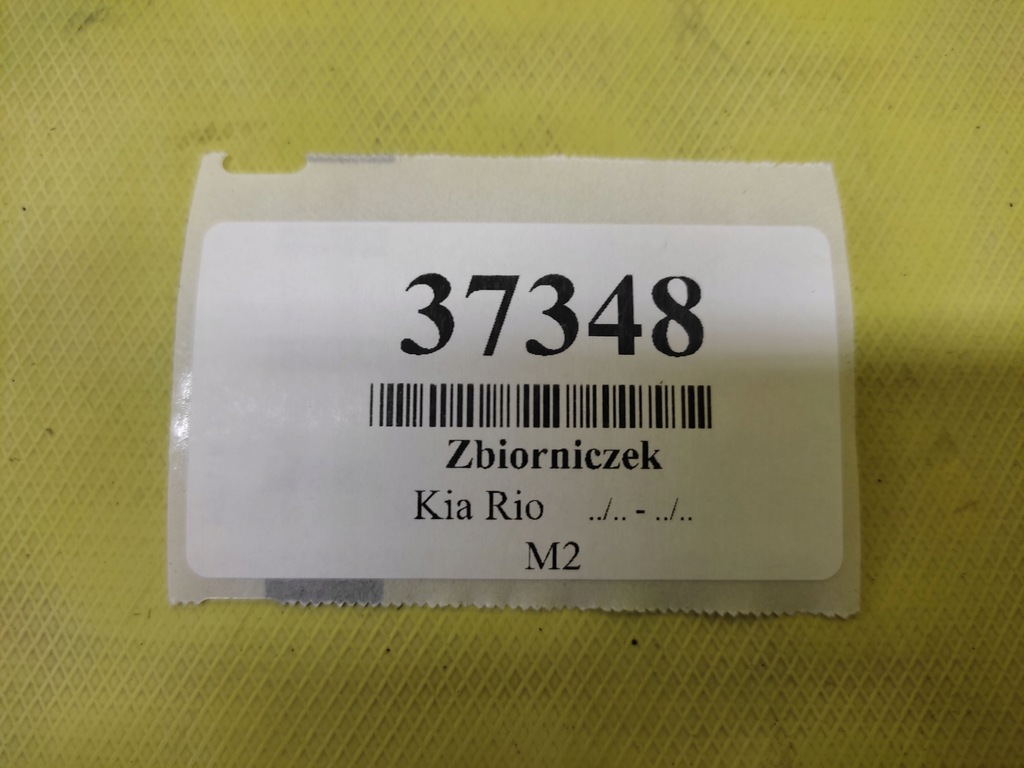 37348
Zbiorniczek
Kia Rio ../.. - ../..
M2